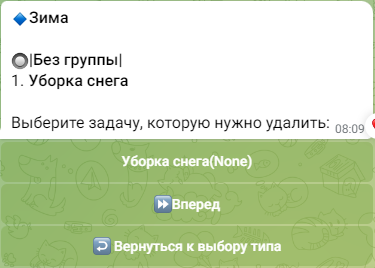 🔷Зима
🔘|Без группы|
1. Уборка снега
Выберите задачу, которую нужно удалить: 08:09
Уборка снега(None)
⏩Вперед
↩️ Вернуться к выбору типа